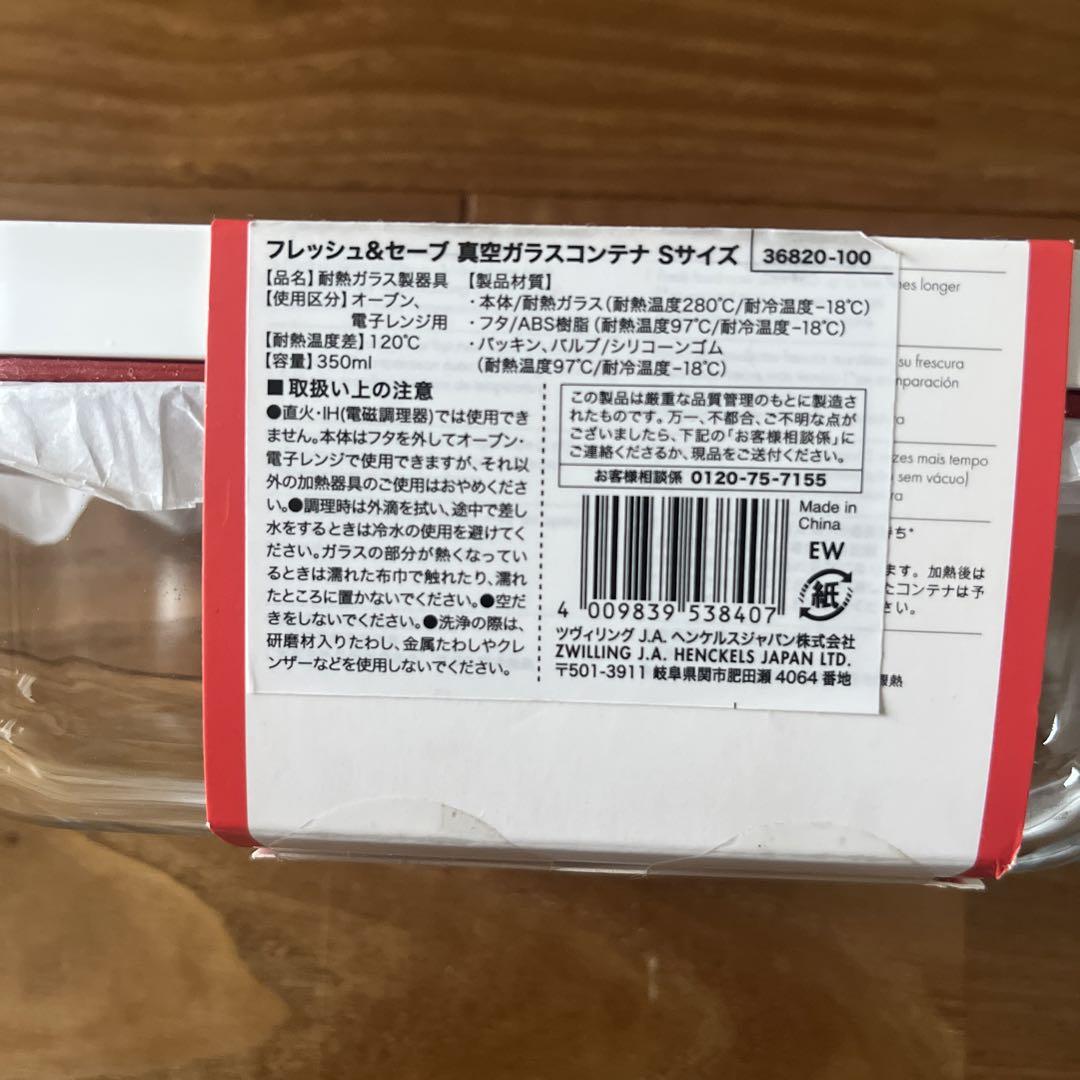 フレッシュ&セーブ 真空ガラスコンテナ Sサイズ
36820-100
【品名】耐熱ガラス製器具
【使用区分】オーブン、
電子レンジ用
【耐熱温度差】120℃
【容量】350ml
【製品材質】
・本体/耐熱ガラス(耐熱温度280℃/耐冷温度−18℃)
・フタ/ABS樹脂(耐熱温度97℃/耐冷温度−18℃)
・パッキン、バルブ/シリコーンゴム
(耐熱温度97℃/耐冷温度−18℃)
■取扱い上の注意
●直火・IH(電磁調理器)では使用でき
ません。本体はフタを外してオーブン・
電子レンジで使用できますが、それ以
外の加熱器具のご使用はおやめくださ
い。●調理時は外滴を拭い、途中で差し
水をするときは冷水の使用を避けてく
ださい。ガラスの部分が熱くなってい
るときは濡れた布巾で触れたり、濡れ
たところに置かないでください。●空だ
きをしないでください。●洗浄の際は、
研磨材入りたわし、金属たわしやクレ
ンザーなどを使用しないでください。
この製品は厳重な品質管理のもとに製造さ
れたものです。万一、不都合、ご不明な点が
ございましたら、下記の「お客様相談係」に
ご連絡くださるか、現品をご送付ください。
お客様相談係 0120-75-7155
Made in
China
EW
紙
4 009839 538407
ツヴィリング J.A. ヘンケルスジャパン株式会社
ZWILLING J.A. HENCKELS JAPAN LTD.
〒501-3911 岐阜県関市肥田瀬 4064 番地
nes longer
su frescura
mparación
a
zes mais tempo
sem vácuo)
ra
持ち*
ます。加熱後は
たコンテナは予
さい。